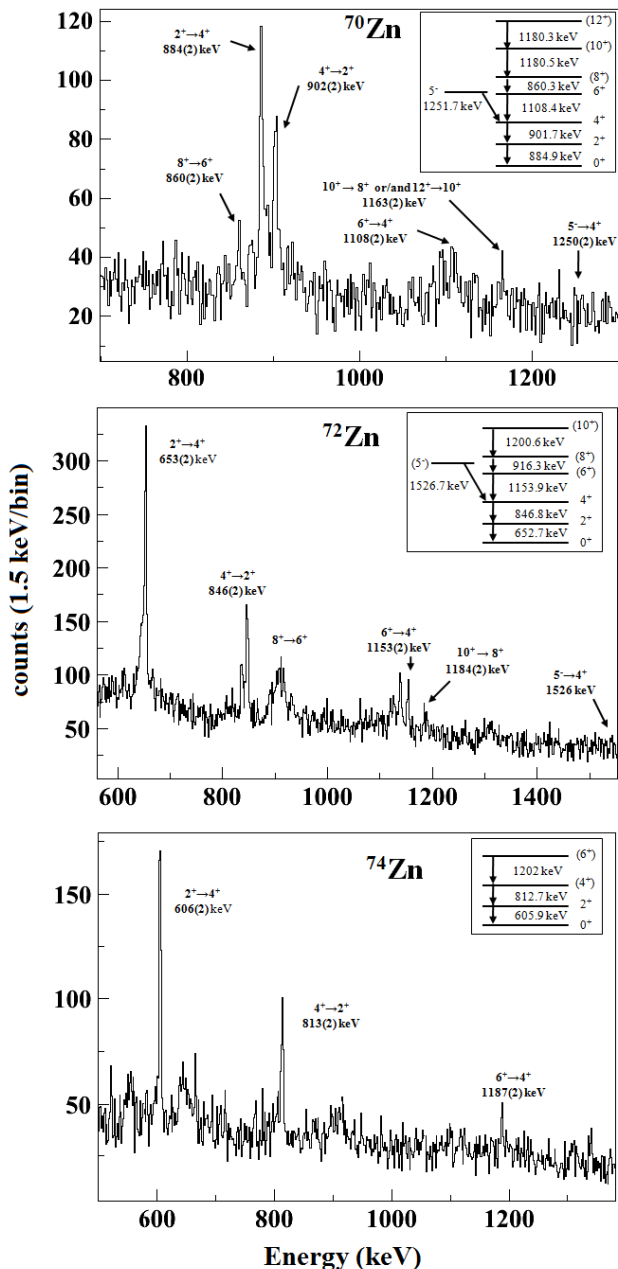 ⁷⁰Zn
120
100
80
60
40
20
800
1000
1200
2⁺→4⁺
884(2) keV
4⁺→2⁺
902(2) keV
8⁺→6⁺
860(2) keV
10⁺→ 8⁺ or/and 12⁺→10⁺
1163(2) keV
6⁺→4⁺
1108(2) keV
5⁻→4⁺
1250(2) keV
(12⁺)
1180.3 keV
(10⁺)
1180.5 keV
(8⁺)
860.3 keV
6⁺
5⁻
1251.7 keV
1108.4 keV
4⁺
901.7 keV
2⁺
884.9 keV
0⁺
counts (1.5 keV/bin)
⁷²Zn
300
250
200
150
100
50
600
800
1000
1200
1400
2⁺→4⁺
653(2) keV
4⁺→2⁺
846(2) keV
8⁺→6⁺
6⁺→4⁺
1153(2) keV
10⁺→ 8⁺
1184(2) keV
5⁻→4⁺
1526 keV
(10⁺)
1200.6 keV
(8⁺)
916.3 keV
(6⁺)
(5⁻)
1526.7 keV
1153.9 keV
4⁺
846.8 keV
2⁺
652.7 keV
0⁺
⁷⁴Zn
150
100
50
600
800
1000
1200
2⁺→4⁺
606(2) keV
4⁺→2⁺
813(2) keV
6⁺→4⁺
1187(2) keV
(6⁺)
1202 keV
(4⁺)
812.7 keV
2⁺
605.9 keV
0⁺
Energy (keV)